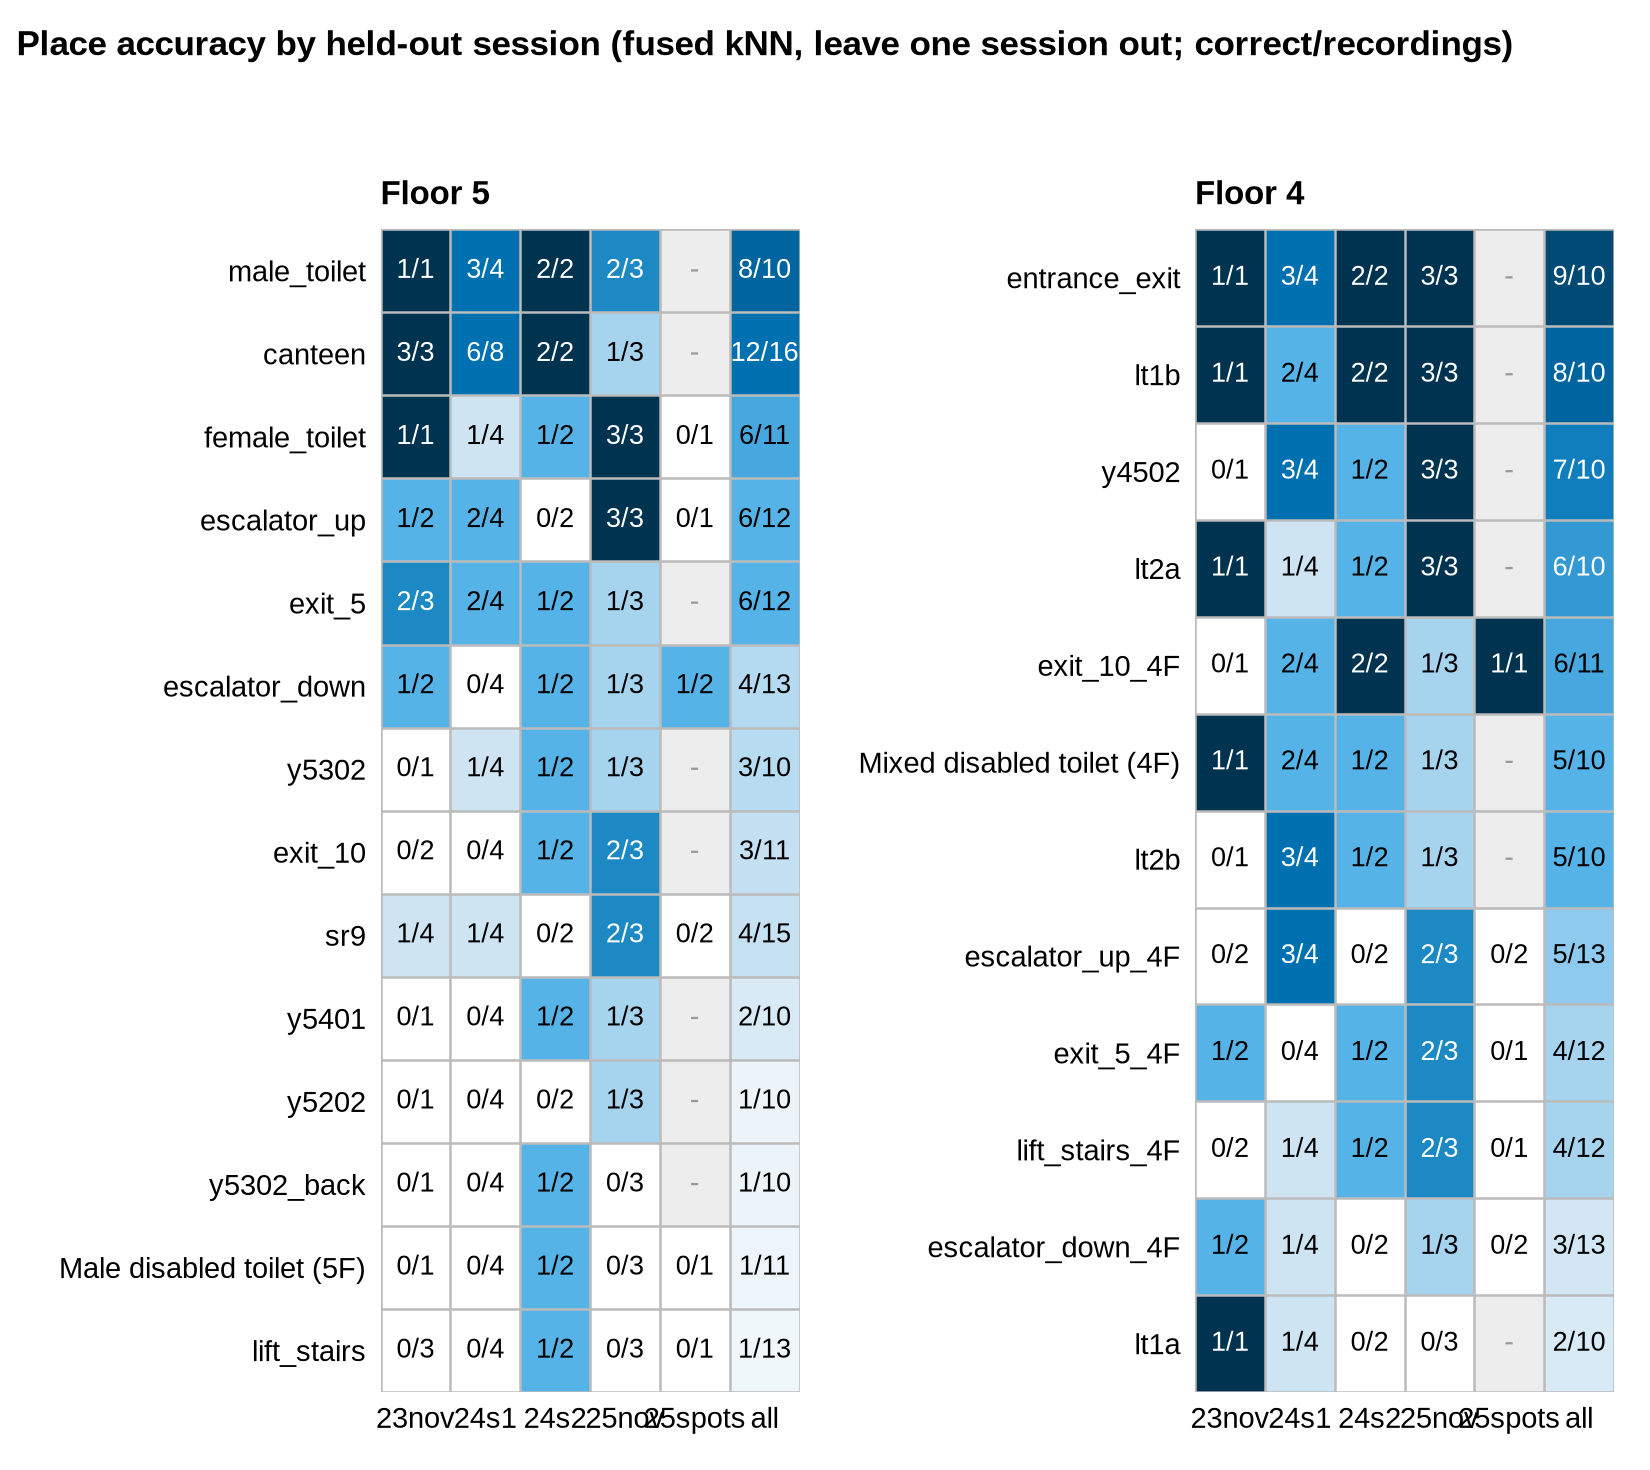 Place accuracy by held-out session (fused kNN, leave one session out; correct/recordings)
Floor 5
male_toilet 1/1 3/4 2/2 2/3 - 8/10
canteen 3/3 6/8 2/2 1/3 - 12/16
female_toilet 1/1 1/4 1/2 3/3 0/1 6/11
escalator_up 1/2 2/4 0/2 3/3 0/1 6/12
exit_5 2/3 2/4 1/2 1/3 - 6/12
escalator_down 1/2 0/4 1/2 1/3 1/2 4/13
y5302 0/1 1/4 1/2 1/3 - 3/10
exit_10 0/2 0/4 1/2 2/3 - 3/11
sr9 1/4 1/4 0/2 2/3 0/2 4/15
y5401 0/1 0/4 1/2 1/3 - 2/10
y5202 0/1 0/4 0/2 1/3 - 1/10
y5302_back 0/1 0/4 1/2 0/3 - 1/10
Male disabled toilet (5F) 0/1 0/4 1/2 0/3 0/1 1/11
lift_stairs 0/3 0/4 1/2 0/3 0/1 1/13
23nov 24s1 24s2 25nov 25spots all
Floor 4
entrance_exit 1/1 3/4 2/2 3/3 - 9/10
lt1b 1/1 2/4 2/2 3/3 - 8/10
y4502 0/1 3/4 1/2 3/3 - 7/10
lt2a 1/1 1/4 1/2 3/3 - 6/10
exit_10_4F 0/1 2/4 2/2 1/3 1/1 6/11
Mixed disabled toilet (4F) 1/1 2/4 1/2 1/3 - 5/10
lt2b 0/1 3/4 1/2 1/3 - 5/10
escalator_up_4F 0/2 3/4 0/2 2/3 0/2 5/13
exit_5_4F 1/2 0/4 1/2 2/3 0/1 4/12
lift_stairs_4F 0/2 1/4 1/2 2/3 0/1 4/12
escalator_down_4F 1/2 1/4 0/2 1/3 0/2 3/13
lt1a 1/1 1/4 0/2 0/3 - 2/10
23nov 24s1 24s2 25nov 25spots all